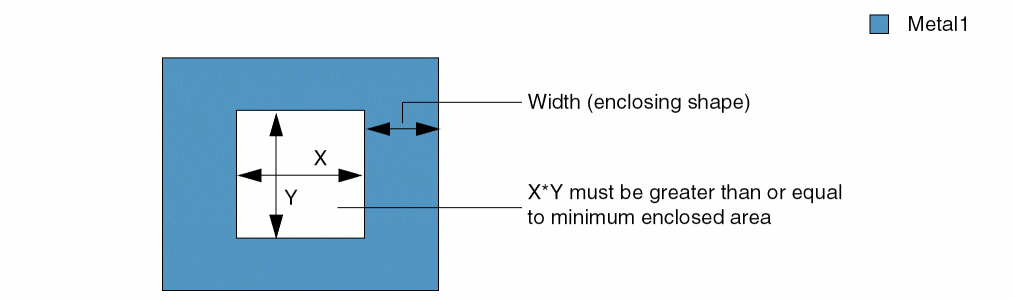 Metal1
Width (enclosing shape)
X
Y
X*Y must be greater than or equal
to minimum enclosed area